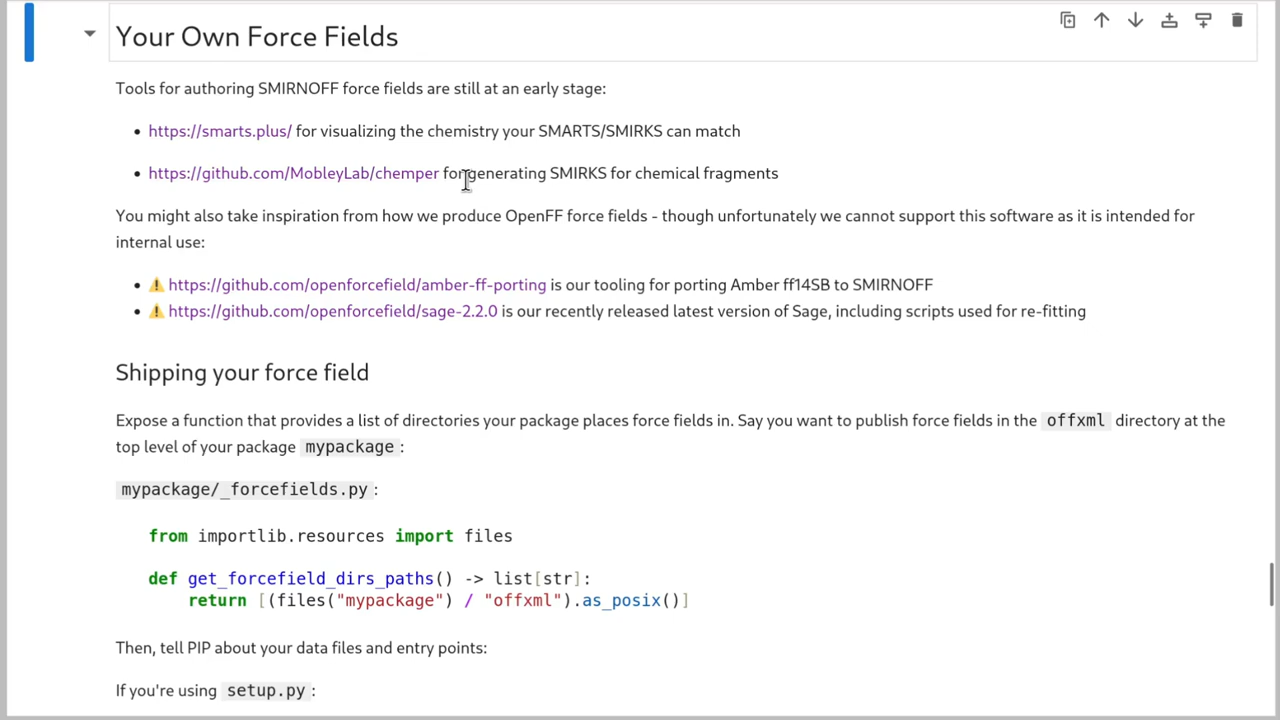 Your Own Force Fields
Tools for authoring SMIRNOFF force fields are still at an early stage:
• https://smarts.plus/ for visualizing the chemistry your SMARTS/SMIRKS can match
• https://github.com/MobleyLab/chemper for generating SMIRKS for chemical fragments
You might also take inspiration from how we produce OpenFF force fields - though unfortunately we cannot support this software as it is intended for
internal use:
• ⚠️ https://github.com/openforcefield/amber-ff-porting is our tooling for porting Amber ff14SB to SMIRNOFF
• ⚠️ https://github.com/openforcefield/sage-2.2.0 is our recently released latest version of Sage, including scripts used for re-fitting
Shipping your force field
Expose a function that provides a list of directories your package places force fields in. Say you want to publish force fields in the offxml directory at the
top level of your package mypackage :
mypackage/_forcefields.py :
from importlib.resources import files
def get_forcefield_dirs_paths() -> list[str]:
    return [(files("mypackage") / "offxml").as_posix()]
Then, tell PIP about your data files and entry points:
If you're using setup.py :